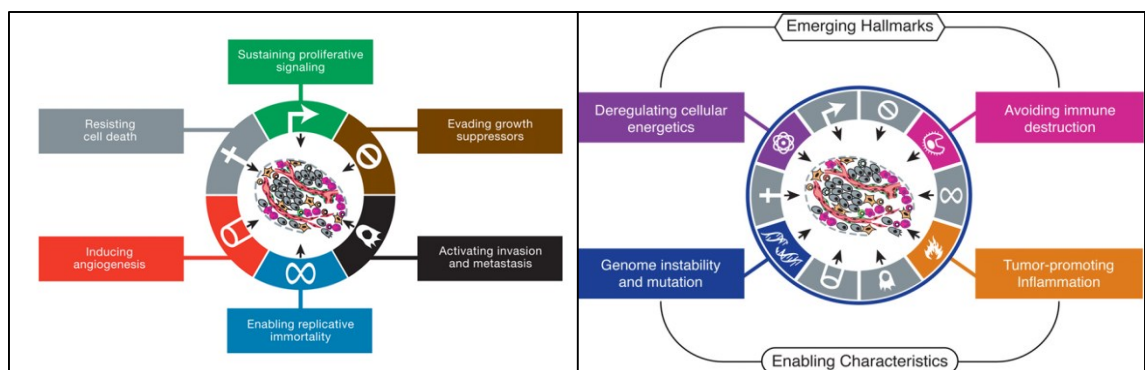 Sustaining proliferative
signaling
Resisting
cell death
Evading growth
suppressors
Inducing
angiogenesis
Activating invasion
and metastasis
Enabling replicative
immortality
Emerging Hallmarks
Deregulating cellular
energetics
Avoiding immune
destruction
Genome instability
and mutation
Tumor-promoting
Inflammation
Enabling Characteristics